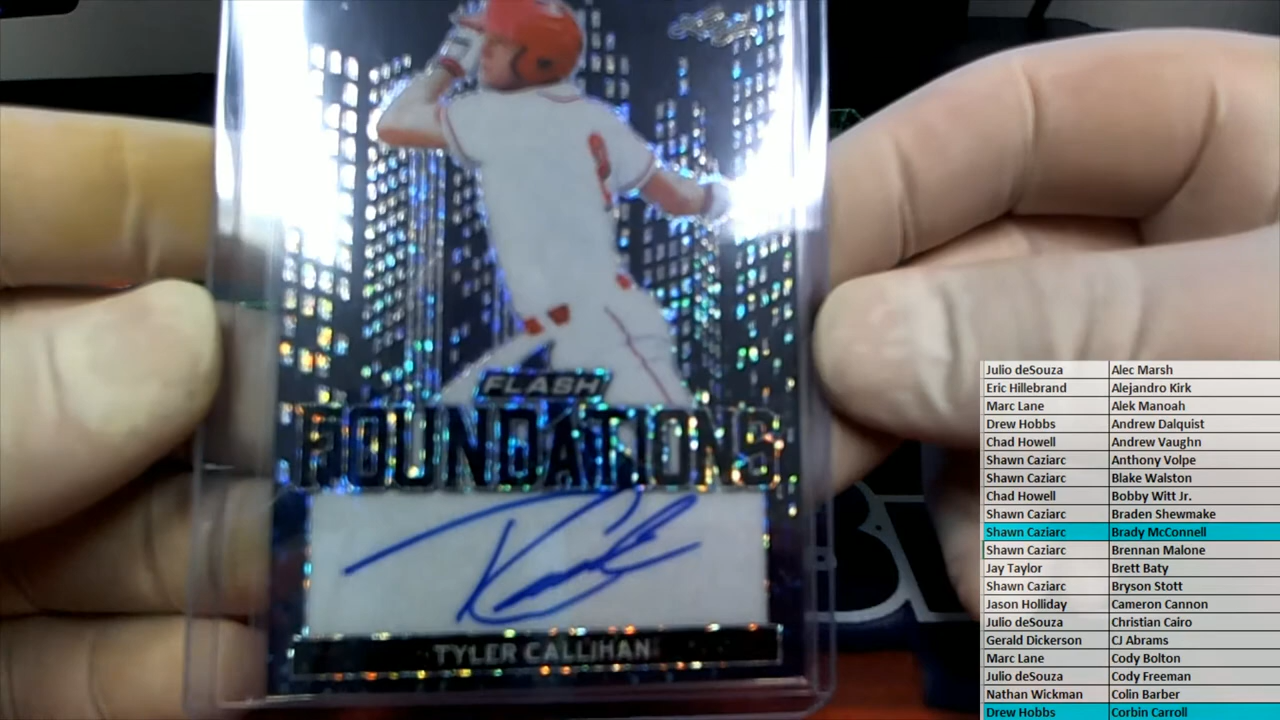 FLASH
FOUNDATIONS
TYLER CALLIHAN
Julio deSouza Alec Marsh
Eric Hillebrand Alejandro Kirk
Marc Lane Alek Manoah
Drew Hobbs Andrew Dalquist
Chad Howell Andrew Vaughn
Shawn Caziarc Anthony Volpe
Shawn Caziarc Blake Walston
Chad Howell Bobby Witt Jr.
Shawn Caziarc Braden Shewmake
Shawn Caziarc Brady McConnell
Shawn Caziarc Brennan Malone
Jay Taylor Brett Baty
Shawn Caziarc Bryson Stott
Jason Holliday Cameron Cannon
Julio deSouza Christian Cairo
Gerald Dickerson CJ Abrams
Marc Lane Cody Bolton
Julio deSouza Cody Freeman
Nathan Wickman Colin Barber
Drew Hobbs Corbin Carroll